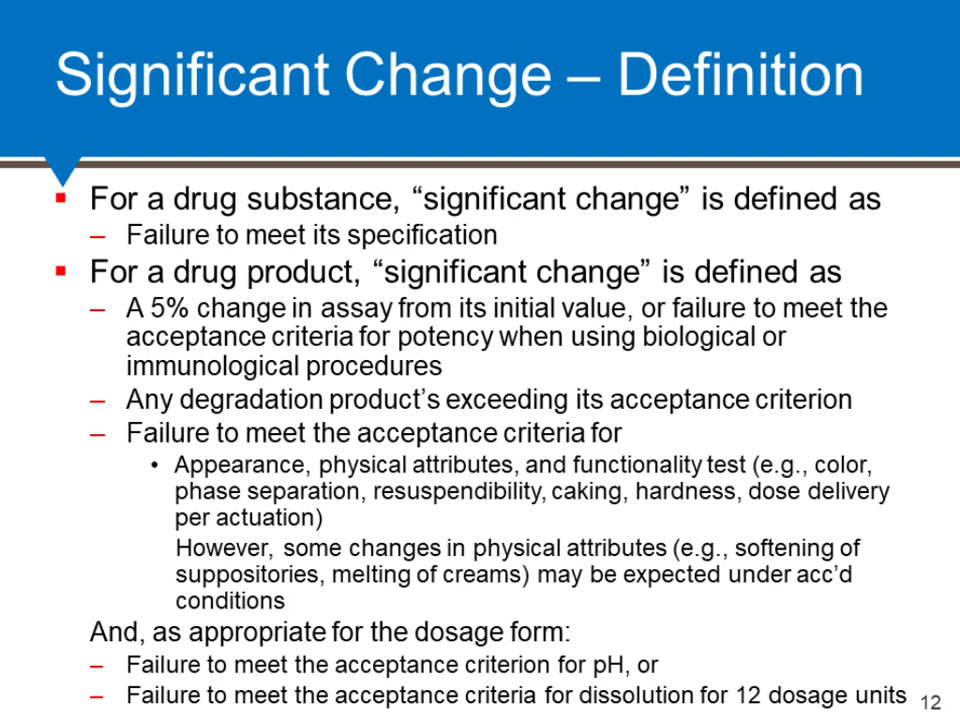 Significant Change – Definition
▪ For a drug substance, “significant change” is defined as
– Failure to meet its specification
▪ For a drug product, “significant change” is defined as
– A 5% change in assay from its initial value, or failure to meet the
acceptance criteria for potency when using biological or
immunological procedures
– Any degradation product’s exceeding its acceptance criterion
– Failure to meet the acceptance criteria for
• Appearance, physical attributes, and functionality test (e.g., color,
phase separation, resuspendibility, caking, hardness, dose delivery
per actuation)
However, some changes in physical attributes (e.g., softening of
suppositories, melting of creams) may be expected under acc’d
conditions
And, as appropriate for the dosage form:
– Failure to meet the acceptance criterion for pH, or
– Failure to meet the acceptance criteria for dissolution for 12 dosage units
12